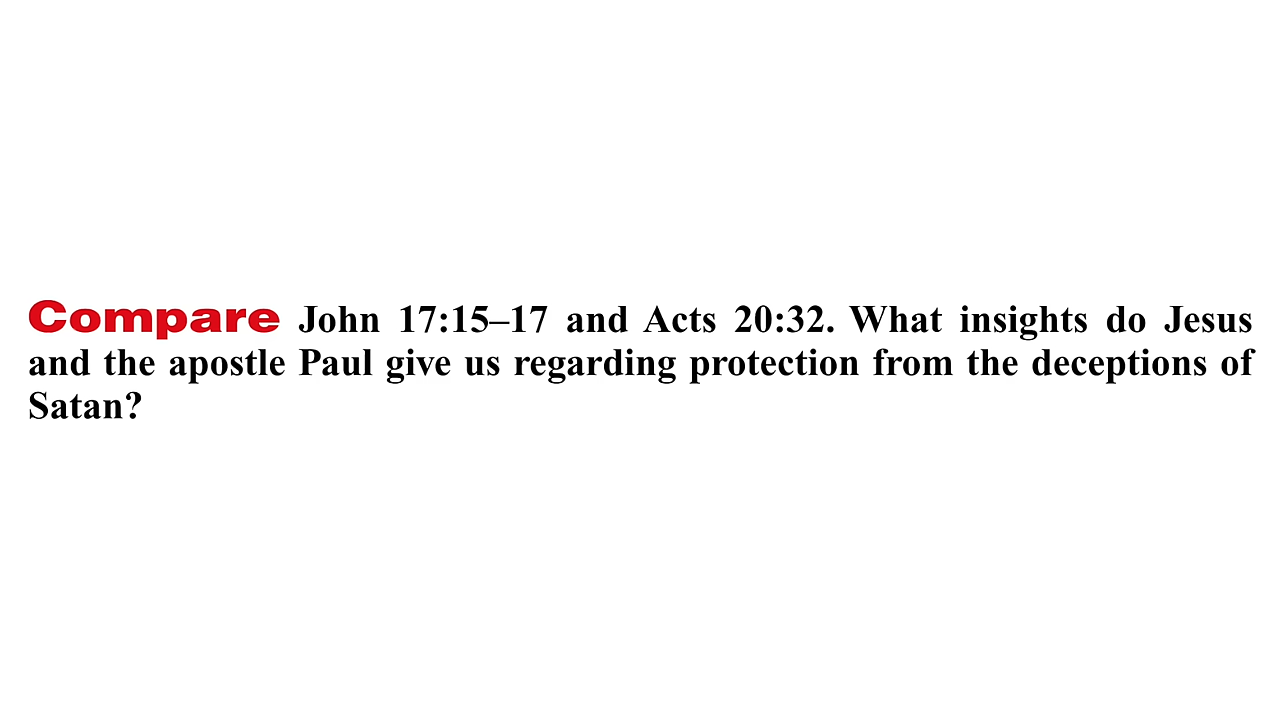 Compare John 17:15–17 and Acts 20:32. What insights do Jesus
and the apostle Paul give us regarding protection from the deceptions of
Satan?